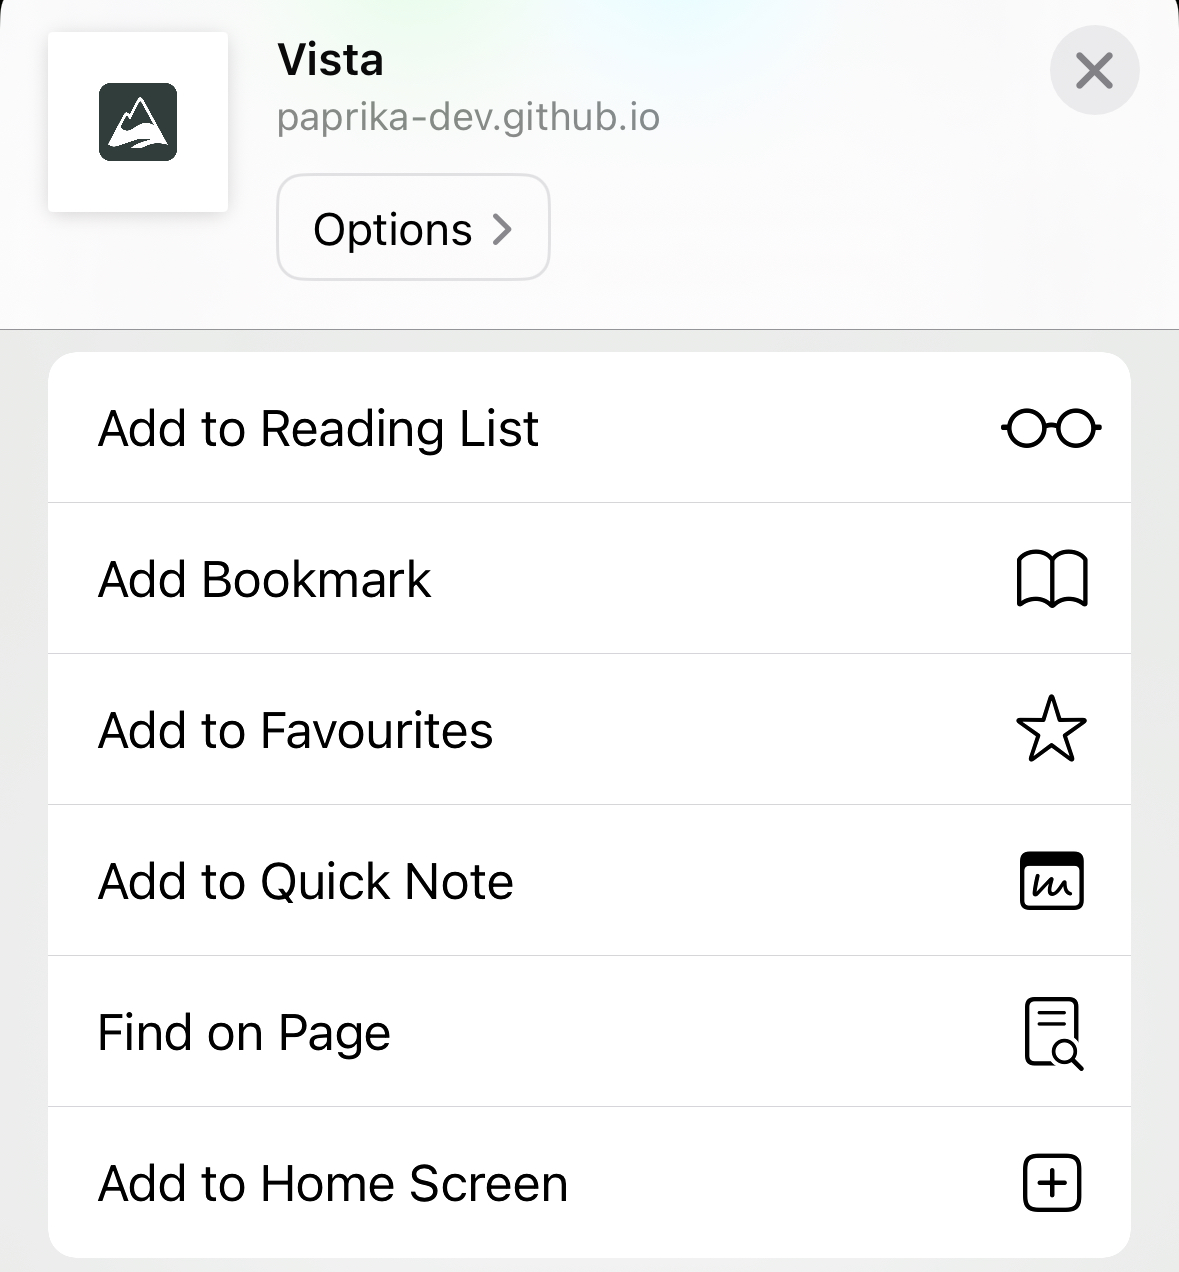 Vista
paprika-dev.github.io
Options
Add to Reading List
Add Bookmark
Add to Favourites
Add to Quick Note
Find on Page
Add to Home Screen